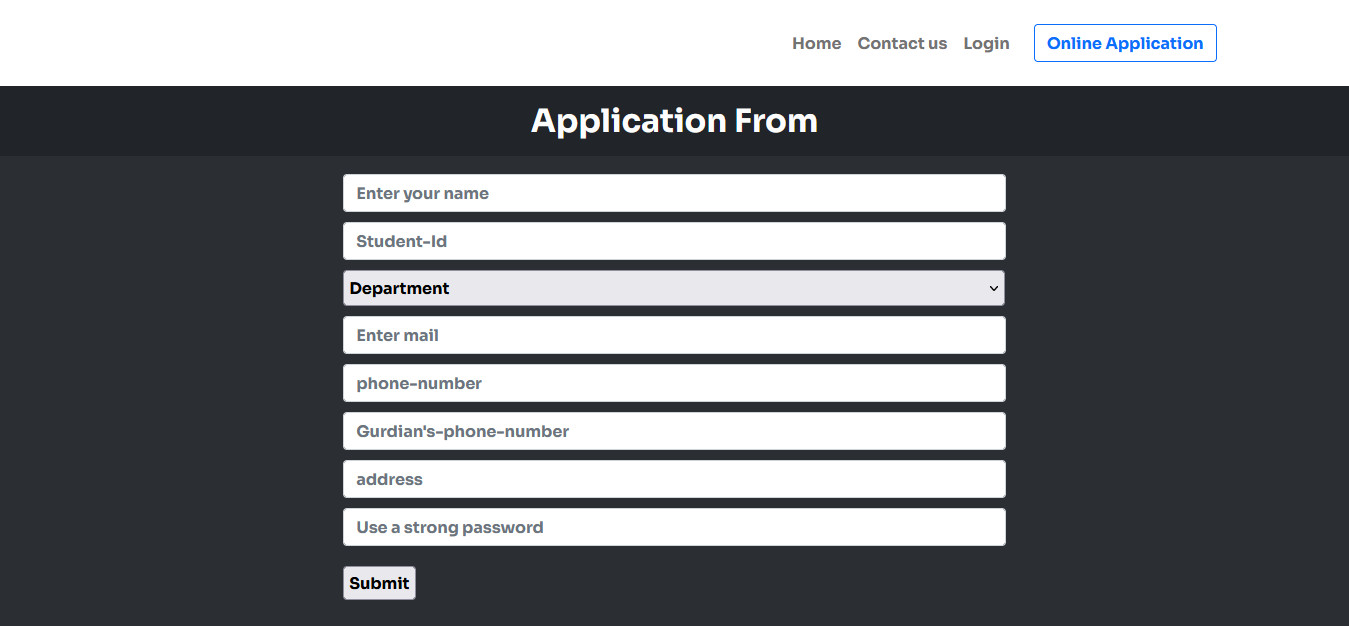 Home Contact us Login Online Application
Application From
Enter your name
Student-Id
Department
Enter mail
phone-number
Gurdian's-phone-number
address
Use a strong password
Submit